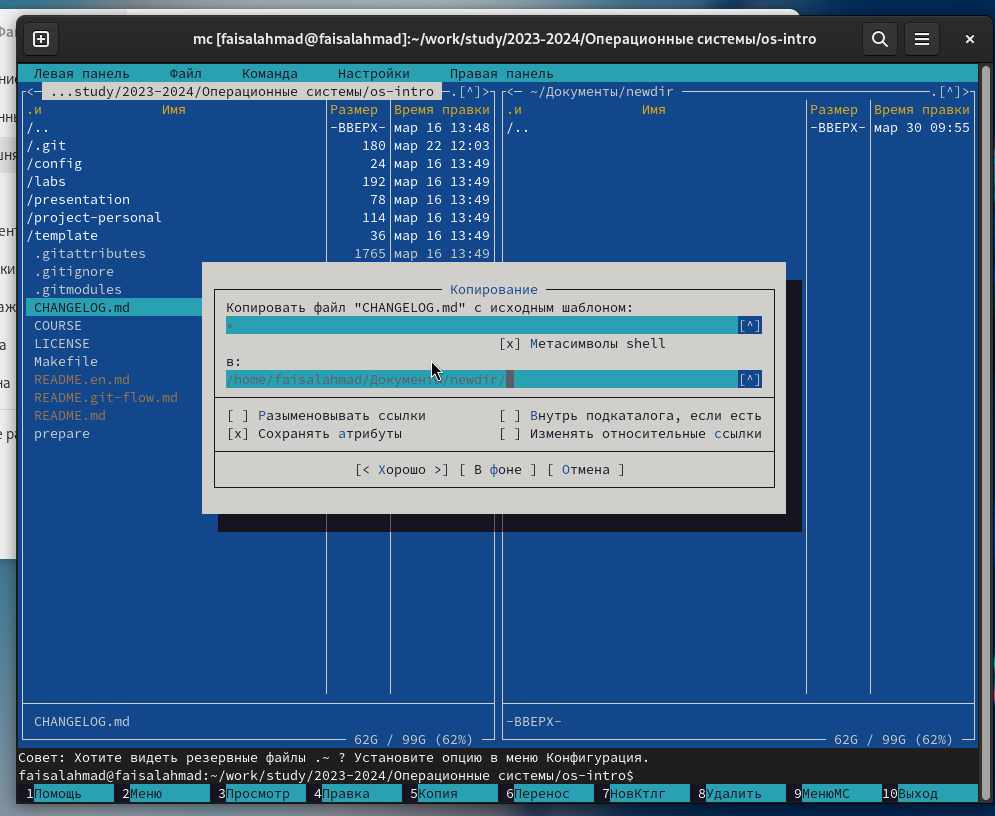 mc [faisalahmad@faisalahmad]:~/work/study/2023-2024/Операционные системы/os-intro
Левая панель Файл Команда Настройки Правая панель
<— ...study/2023-2024/Операционные системы/os-intro —.[^]>
<— ~/Документы/newdir —.[^]>
.и Имя Размер Время правки
.и Имя Размер Время правки
/.. -ВВЕРХ- мар 16 13:48
/.. -ВВЕРХ- мар 30 09:55
/.git 180 мар 22 12:03
/config 24 мар 16 13:49
/labs 192 мар 16 13:49
/presentation 78 мар 16 13:49
/project-personal 114 мар 16 13:49
/template 36 мар 16 13:49
.gitattributes 1765 мар 16 13:49
.gitignore
.gitmodules
CHANGELOG.md
COURSE
LICENSE
Makefile
README.en.md
README.git-flow.md
README.md
prepare
Копирование
Копировать файл "CHANGELOG.md" с исходным шаблоном:
* [^]
[x] Метасимволы shell
в:
/home/faisalahmad/Документы/newdir/ [^]
[ ] Разыменовывать ссылки [ ] Внутрь подкаталога, если есть
[x] Сохранять атрибуты [ ] Изменять относительные ссылки
[< Хорошо >] [ В фоне ] [ Отмена ]
CHANGELOG.md
-ВВЕРХ-
62G / 99G (62%)
62G / 99G (62%)
Совет: Хотите видеть резервные файлы .~ ? Установите опцию в меню Конфигурация.
faisalahmad@faisalahmad:~/work/study/2023-2024/Операционные системы/os-intro$
1Помощь 2Меню 3Просмотр 4Правка 5Копия 6Перенос 7НовКтлг 8Удалить 9МенюМС 10Выход